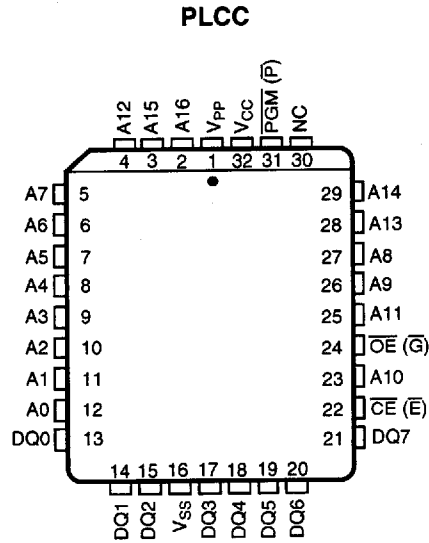 PLCC
A12 A15 A16 VPP VCC PGM (P) NC
4 3 2 1 32 31 30
A7 5 29 A14
A6 6 28 A13
A5 7 27 A8
A4 8 26 A9
A3 9 25 A11
A2 10 24 OE (G)
A1 11 23 A10
A0 12 22 CE (E)
DQ0 13 21 DQ7
14 15 16 17 18 19 20
DQ1 DQ2 VSS DQ3 DQ4 DQ5 DQ6